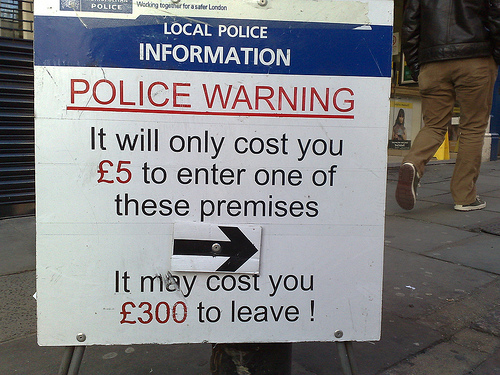 POLICE
Working together for a safer London
LOCAL POLICE
INFORMATION
POLICE WARNING
It will only cost you
£5 to enter one of
these premises
It may cost you
£300 to leave !